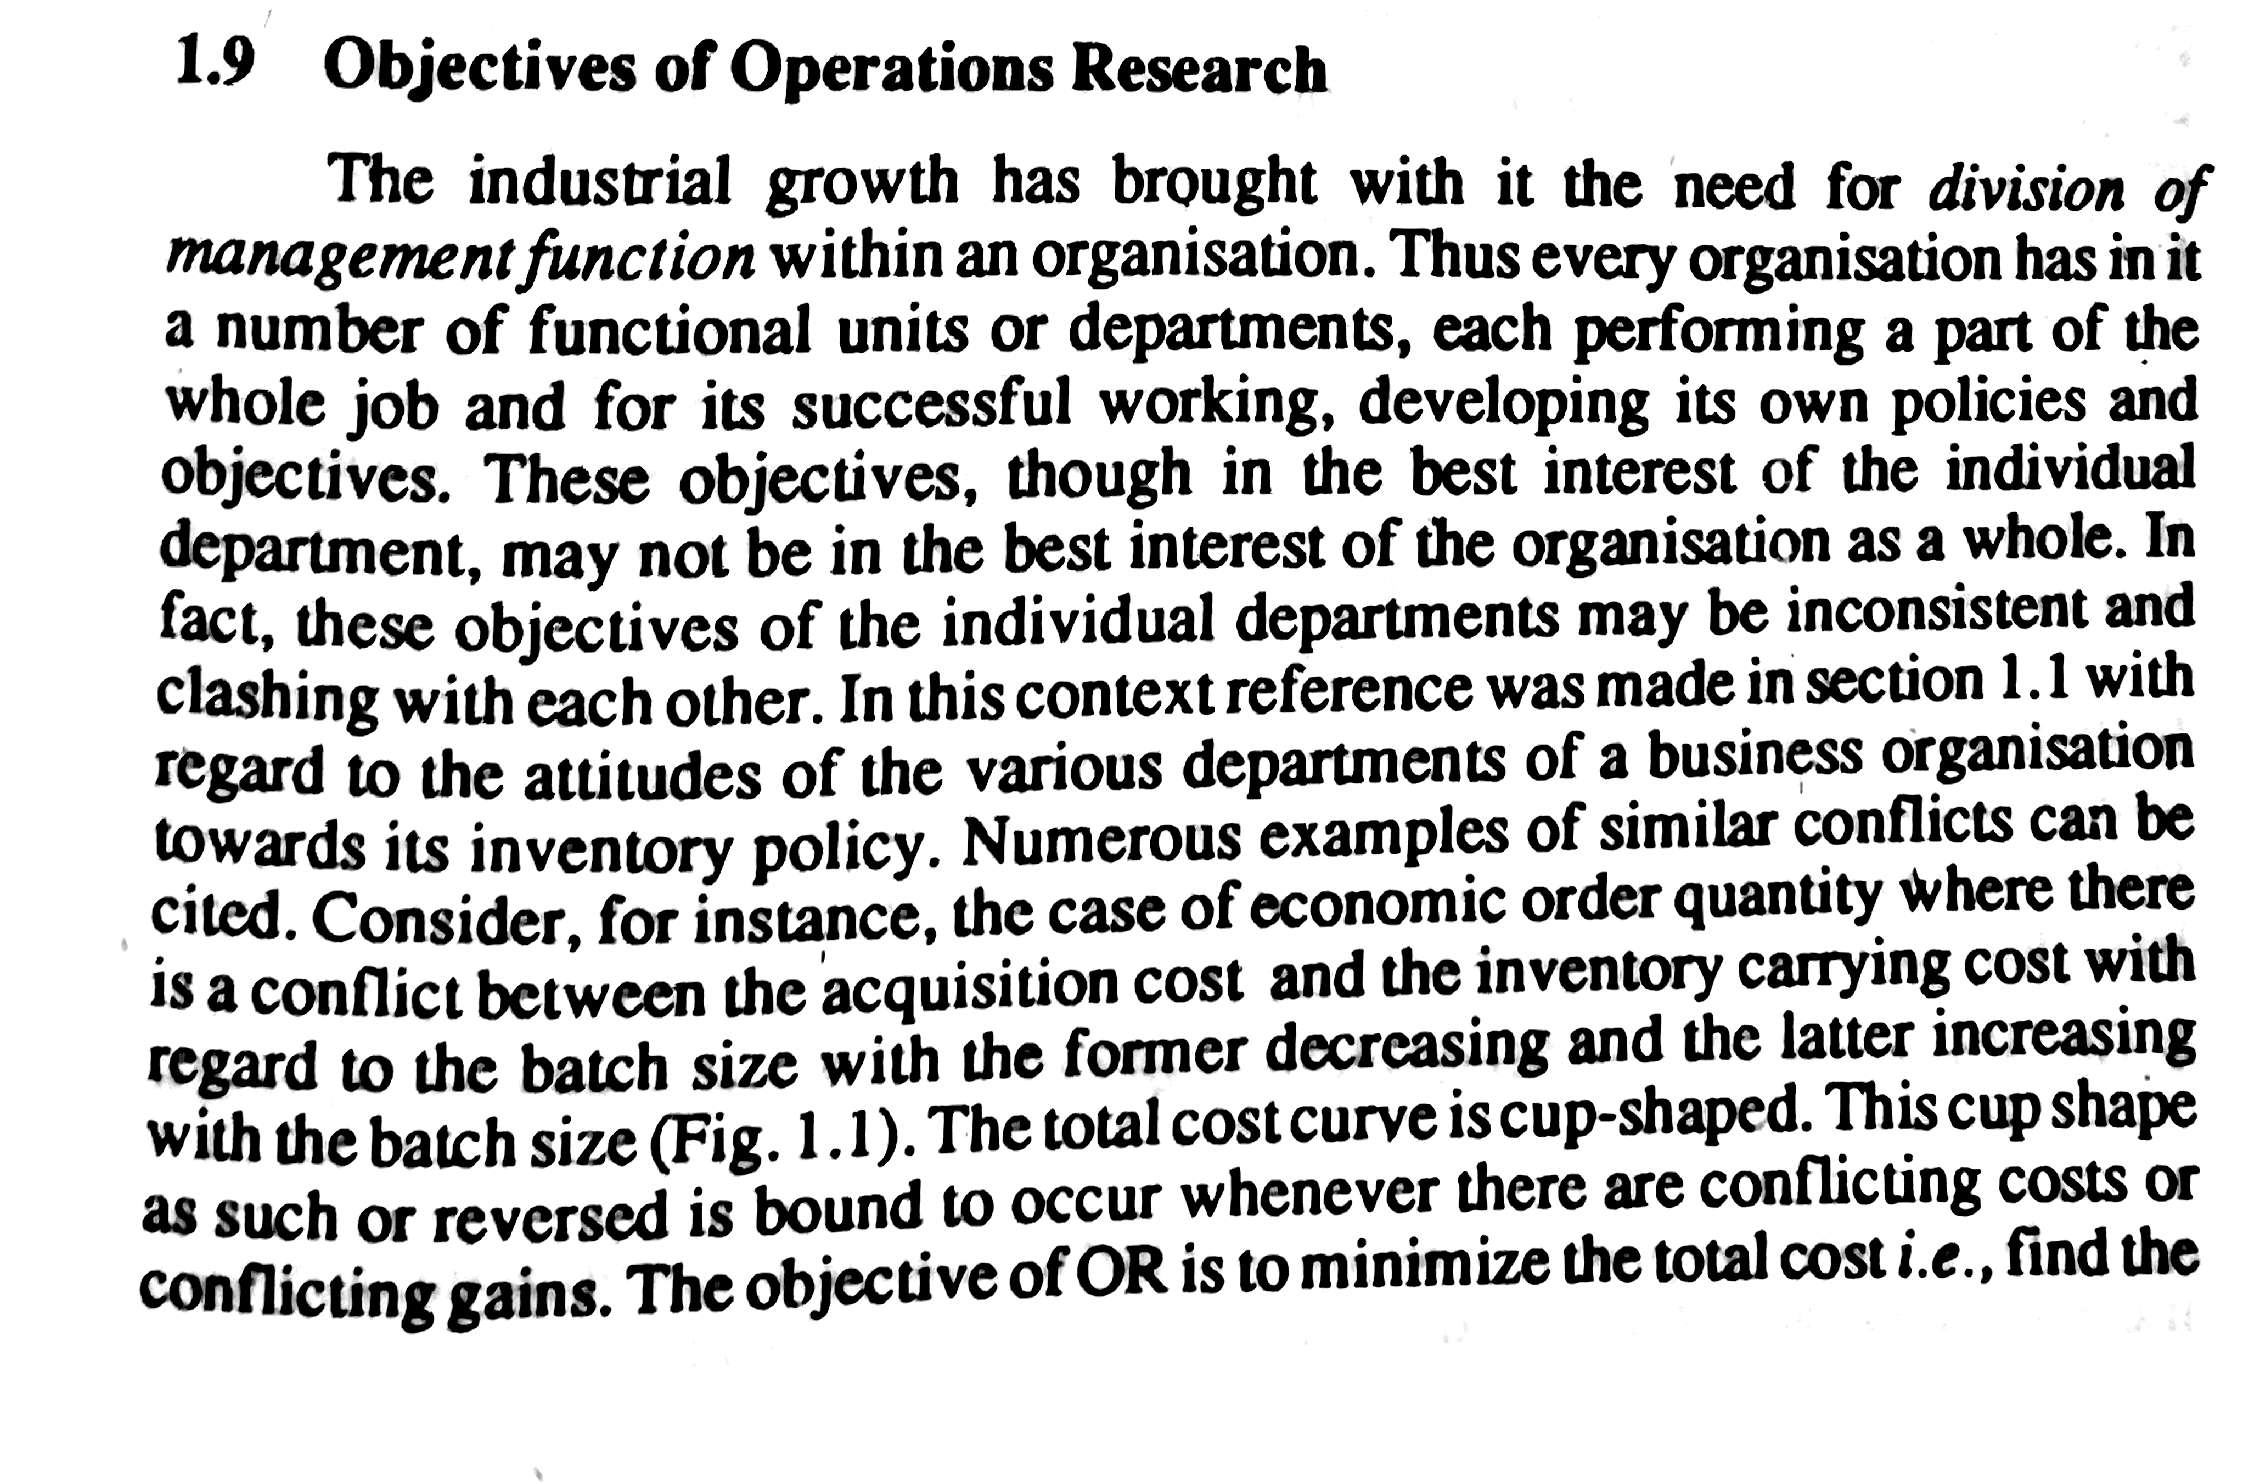 1.9 Objectives of Operations Research
The industrial growth has brought with it the need for division of
management function within an organisation. Thus every organisation has in it
a number of functional units or departments, each performing a part of the
whole job and for its successful working, developing its own policies and
objectives. These objectives, though in the best interest of the individual
department, may not be in the best interest of the organisation as a whole. In
fact, these objectives of the individual departments may be inconsistent and
clashing with each other. In this context reference was made in section 1.1 with
regard to the attitudes of the various departments of a business organisation
towards its inventory policy. Numerous examples of similar conflicts can be
cited. Consider, for instance, the case of economic order quantity where there
is a conflict between the acquisition cost and the inventory carrying cost with
regard to the batch size with the former decreasing and the latter increasing
with the batch size (Fig. 1.1). The total cost curve is cup-shaped. This cup shape
as such or reversed is bound to occur whenever there are conflicting costs or
conflicting gains. The objective of OR is to minimize the total cost i.e., find the